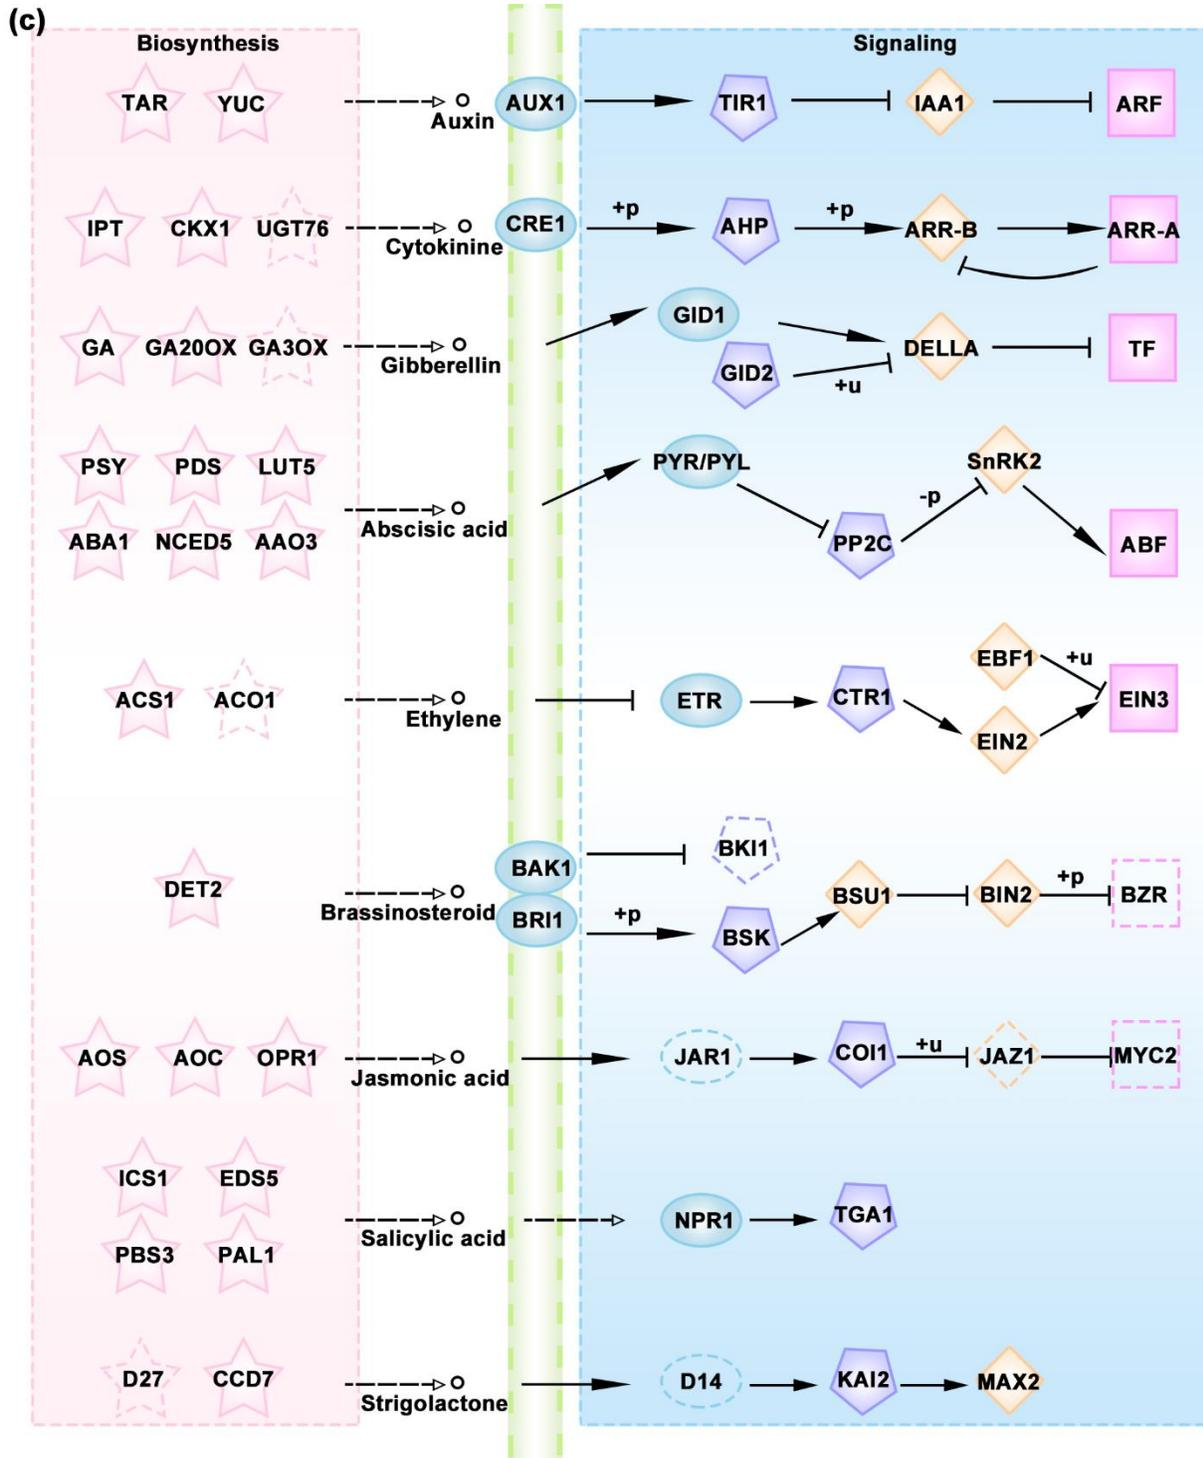 (c)
Biosynthesis
Signaling
TAR YUC Auxin AUX1 TIR1 IAA1 ARF
IPT CKX1 UGT76 Cytokinine CRE1 +p AHP +p ARR-B ARR-A
GA GA20OX GA3OX Gibberellin GID1 GID2 +u DELLA TF
PSY PDS LUT5
ABA1 NCED5 AAO3
Abscisic acid PYR/PYL PP2C -p SnRK2 ABF
ACS1 ACO1 Ethylene ETR CTR1 EBF1 +u EIN2 EIN3
DET2 Brassinosteroid BAK1 BKI1
BRI1 +p BSK BSU1 BIN2 +p BZR
AOS AOC OPR1 Jasmonic acid JAR1 COI1 +u JAZ1 MYC2
ICS1 EDS5
PBS3 PAL1
Salicylic acid NPR1 TGA1
D27 CCD7 Strigolactone D14 KAI2 MAX2